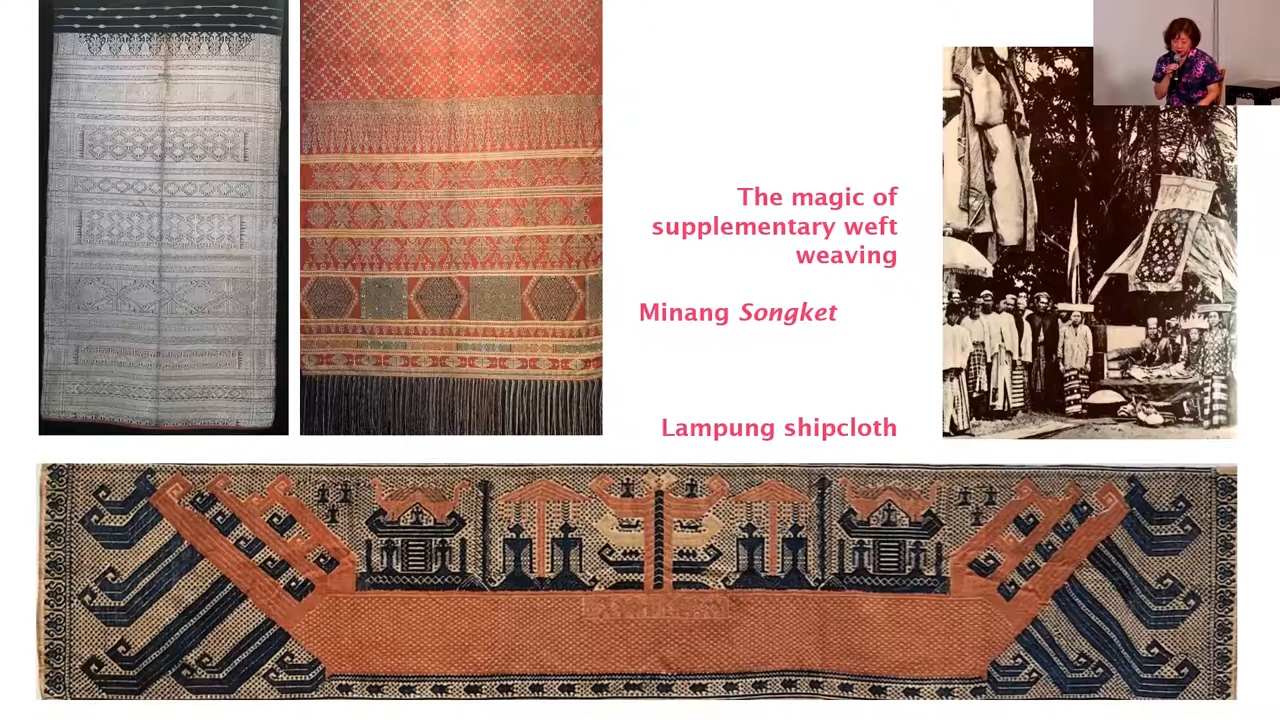 The magic of
supplementary weft
weaving
Minang Songket
Lampung shipcloth